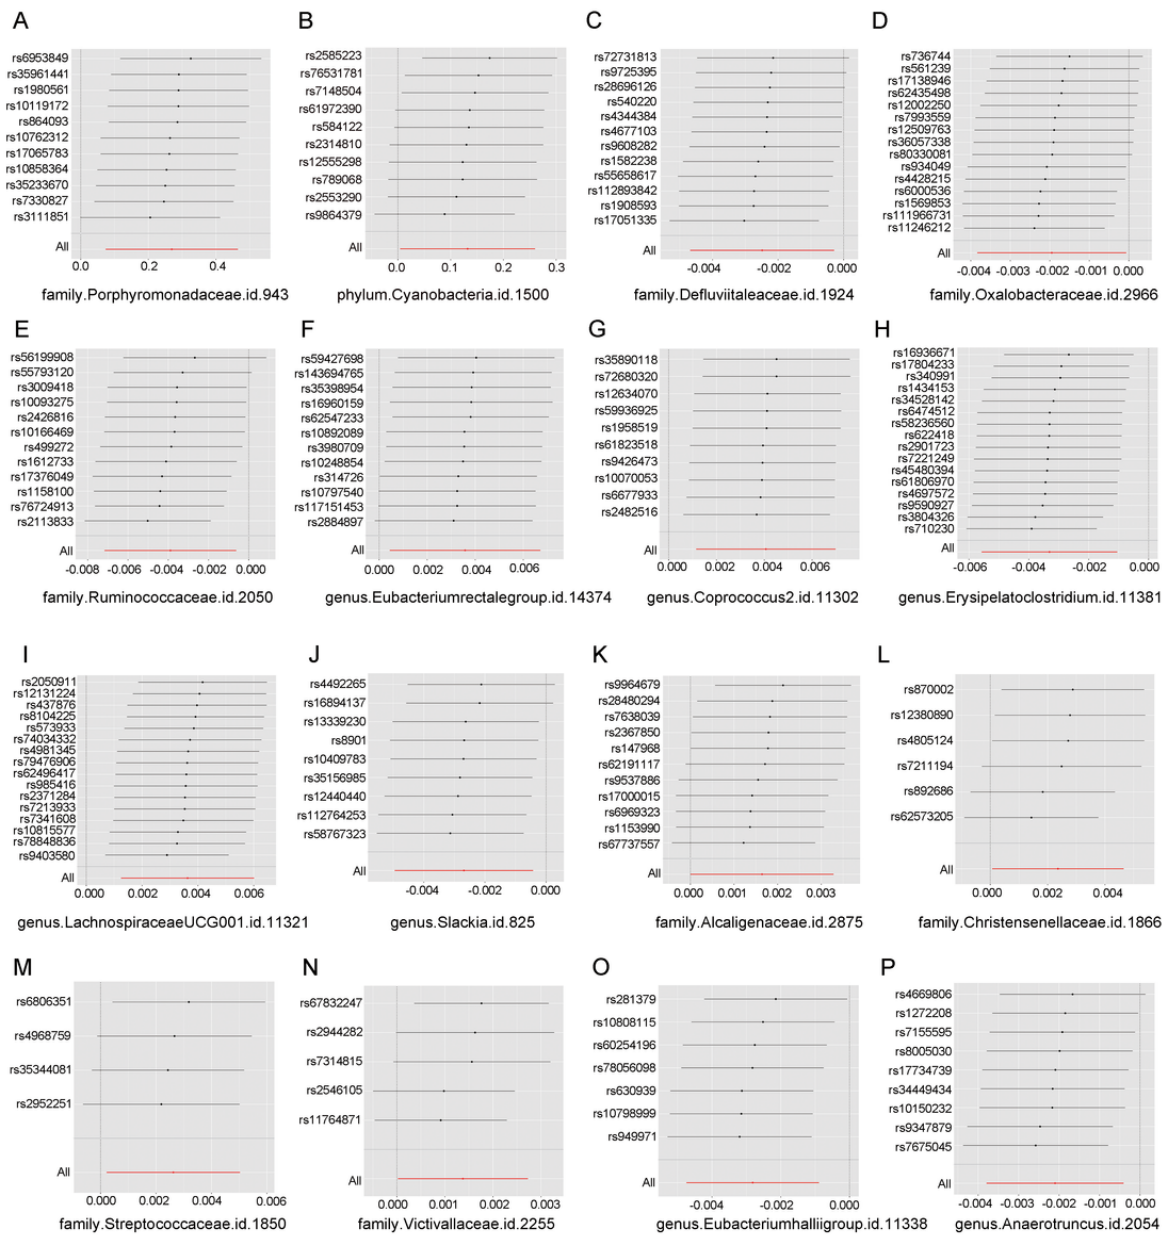 A
rs6953849
rs35961441
rs1980561
rs10119172
rs864093
rs10762312
rs17065783
rs10858364
rs35233670
rs7330827
rs3111851
All
0.0 0.2 0.4
family.Porphyromonadaceae.id.943
B
rs2585223
rs76531781
rs7148504
rs61972390
rs584122
rs2314810
rs12555298
rs789068
rs2553290
rs9864379
All
0.0 0.1 0.2 0.3
phylum.Cyanobacteria.id.1500
C
rs72731813
rs9725395
rs28696126
rs540220
rs4344384
rs4677103
rs9608282
rs1582238
rs55658617
rs112893842
rs1908593
rs17051335
All
-0.004 -0.002 0.000
family.Defluviitaleaceae.id.1924
D
rs736744
rs561239
rs17138946
rs62435498
rs12002250
rs7993559
rs12509763
rs36057338
rs80330081
rs934049
rs4428215
rs6000536
rs1569853
rs111966731
rs11246212
All
-0.004 -0.003 -0.002 -0.001 0.000
family.Oxalobacteraceae.id.2966
E
rs56199908
rs55793120
rs3009418
rs10093275
rs2426816
rs10166469
rs499272
rs1612733
rs17376049
rs1158100
rs76724913
rs2113833
All
-0.008 -0.006 -0.004 -0.002 0.000
family.Ruminococcaceae.id.2050
F
rs59427698
rs143694765
rs35398954
rs16960159
rs62547233
rs10892089
rs3980709
rs10248854
rs314726
rs10797540
rs117151453
rs2884897
All
0.000 0.002 0.004 0.006
genus.Eubacteriumrectalegroup.id.14374
G
rs35890118
rs72680320
rs12634070
rs59936925
rs1958519
rs61823518
rs9426473
rs10070053
rs6677933
rs2482516
All
0.000 0.002 0.004 0.006
genus.Coprococcus2.id.11302
H
rs16936671
rs17804233
rs340991
rs1434153
rs34528142
rs6474512
rs58236560
rs622418
rs2901723
rs7221249
rs45480394
rs61806970
rs4697572
rs9590927
rs3804326
rs710230
All
-0.006 -0.004 -0.002 0.000
genus.Erysipelatoclostridium.id.11381
I
rs2050911
rs12131224
rs437876
rs8104225
rs573933
rs74034332
rs4981345
rs79476906
rs62496417
rs985416
rs2371284
rs7213933
rs7341608
rs10815577
rs78848836
rs9403580
All
0.000 0.002 0.004 0.006
genus.LachnospiraceaeUCG001.id.11321
J
rs4492265
rs16894137
rs13339230
rs8901
rs10409783
rs35156985
rs12440440
rs112764253
rs58767323
All
-0.004 -0.002 0.000
genus.Slackia.id.825
K
rs9964679
rs28480294
rs7638039
rs2367850
rs147968
rs62191117
rs9537886
rs17000015
rs6969323
rs1153990
rs67737557
All
0.000 0.001 0.002 0.003
family.Alcaligenaceae.id.2875
L
rs870002
rs12380890
rs4805124
rs7211194
rs892686
rs62573205
All
0.000 0.002 0.004
family.Christensenellaceae.id.1866
M
rs6806351
rs4968759
rs35344081
rs2952251
All
0.000 0.002 0.004 0.006
family.Streptococcaceae.id.1850
N
rs67832247
rs2944282
rs7314815
rs2546105
rs11764871
All
0.000 0.001 0.002 0.003
family.Victivallaceae.id.2255
O
rs281379
rs10808115
rs60254196
rs78056098
rs630939
rs10798999
rs949971
All
-0.004 -0.002 0.000
genus.Eubacteriumhalliigroup.id.11338
P
rs4669806
rs1272208
rs7155595
rs8005030
rs17734739
rs34449434
rs10150232
rs9347879
rs7675045
All
-0.004 -0.003 -0.002 -0.001 0.000
genus.Anaerotruncus.id.2054